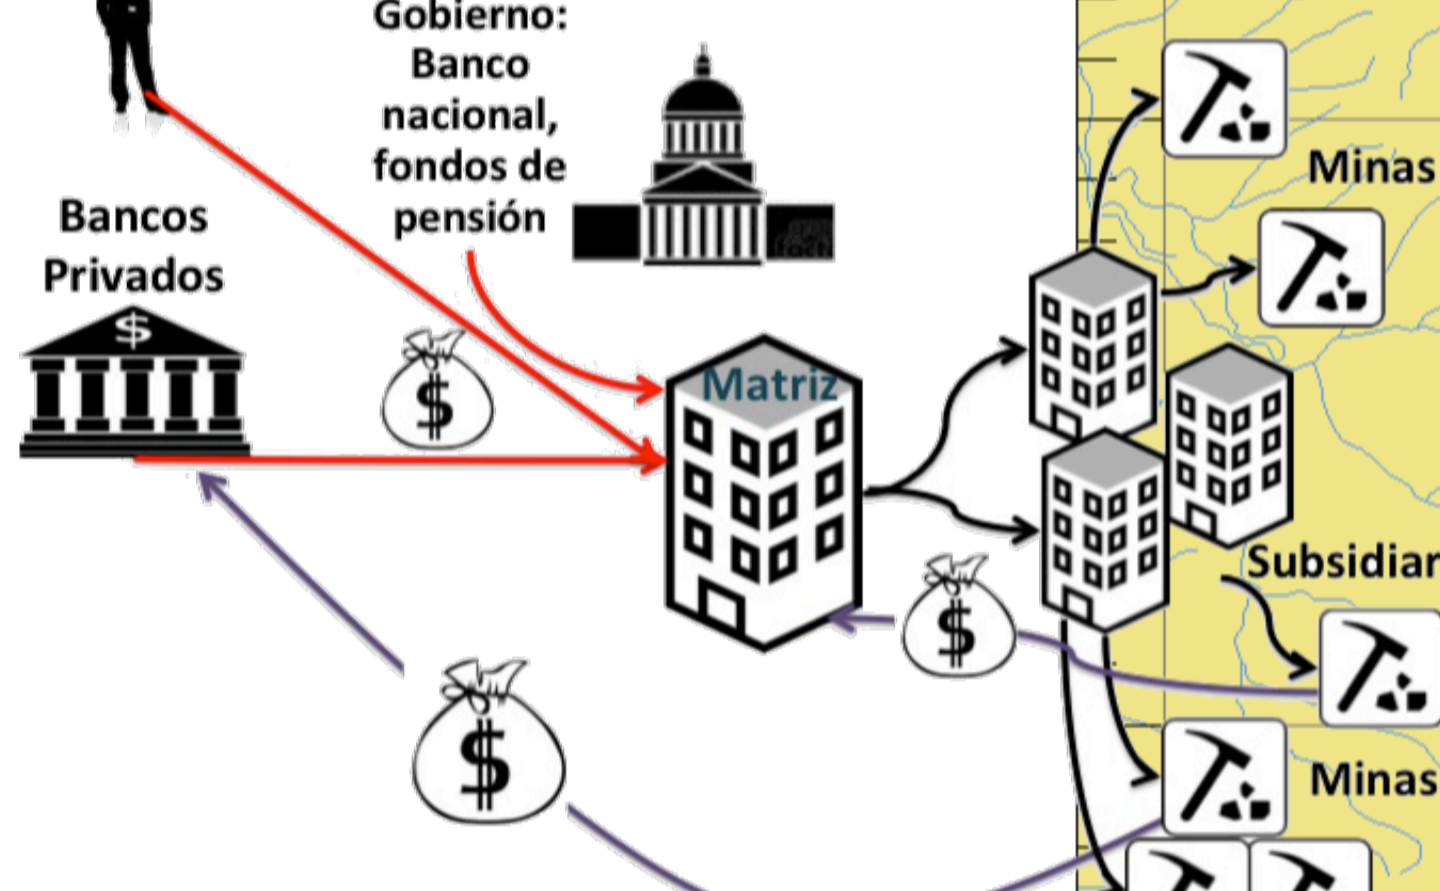 Gobierno:
Banco
nacional,
fondos de
pensión
Bancos
Privados
$
$
Matriz
Minas
Subsidiar
$
$
Minas